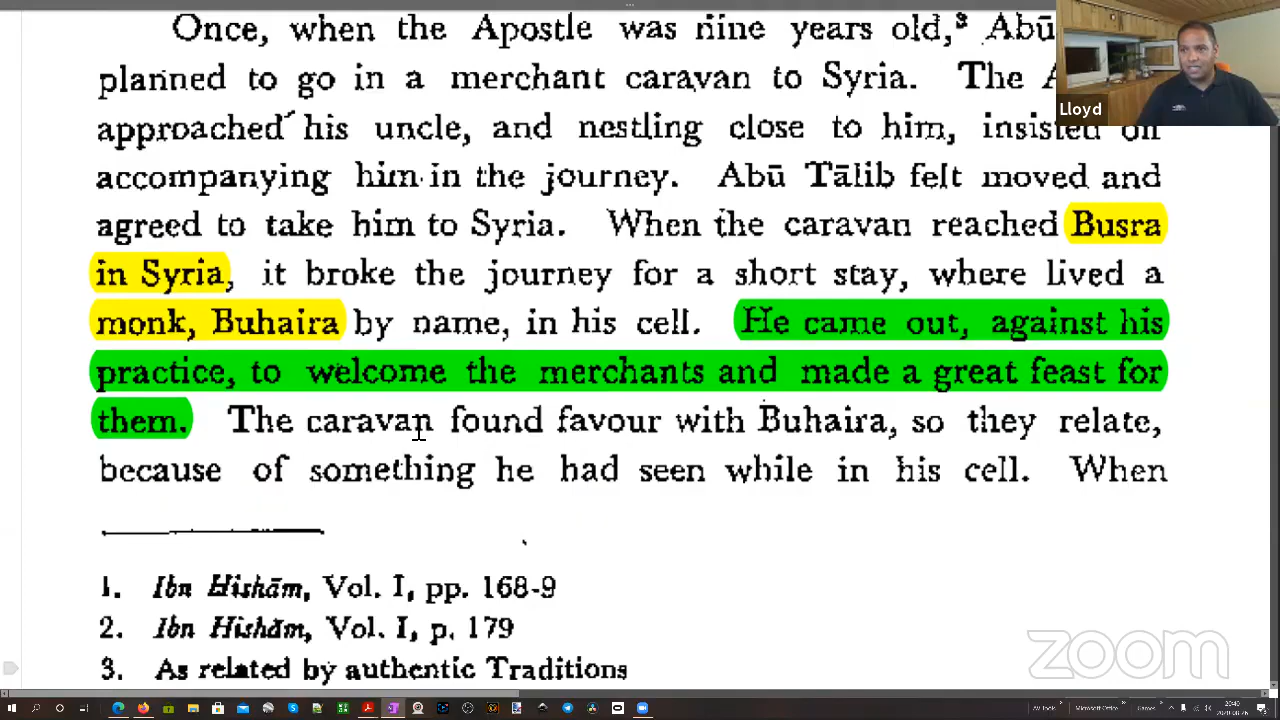 Once, when the Apostle was nine years old,³ Abū
planned to go in a merchant caravan to Syria. The
approached his uncle, and nestling close to him, insisted on
accompanying him in the journey. Abū Tālib felt moved and
agreed to take him to Syria. When the caravan reached Busra
in Syria, it broke the journey for a short stay, where lived a
monk, Buhaira by name, in his cell. He came out, against his
practice, to welcome the merchants and made a great feast for
them. The caravan found favour with Buhaira, so they relate,
because of something he had seen while in his cell. When
1. Ibn Hishām, Vol. I, pp. 168-9
2. Ibn Hishām, Vol. I, p. 179
3. As related by authentic Traditions
Lloyd
zoom
20:40